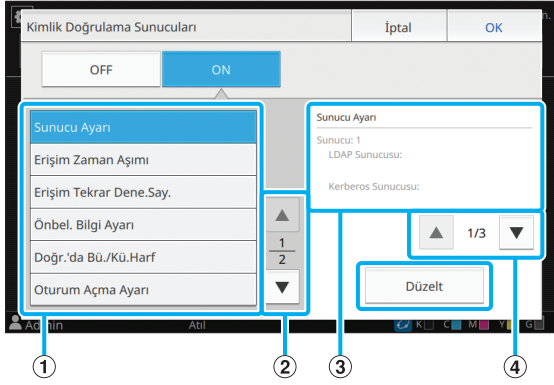 Kimlik Doğrulama Sunucuları
İptal
OK
OFF
ON
Sunucu Ayarı
Erişim Zaman Aşımı
Erişim Tekrar Dene.Say.
Önbel. Bilgi Ayarı
Doğr.'da Bü./Kü.Harf
Oturum Açma Ayarı
1
2
Sunucu Ayarı
Sunucu: 1
LDAP Sunucusu:
Kerberos Sunucusu:
1/3
Düzelt
Admin
Atıl
K
C
M
Y
G
1
2
3
4